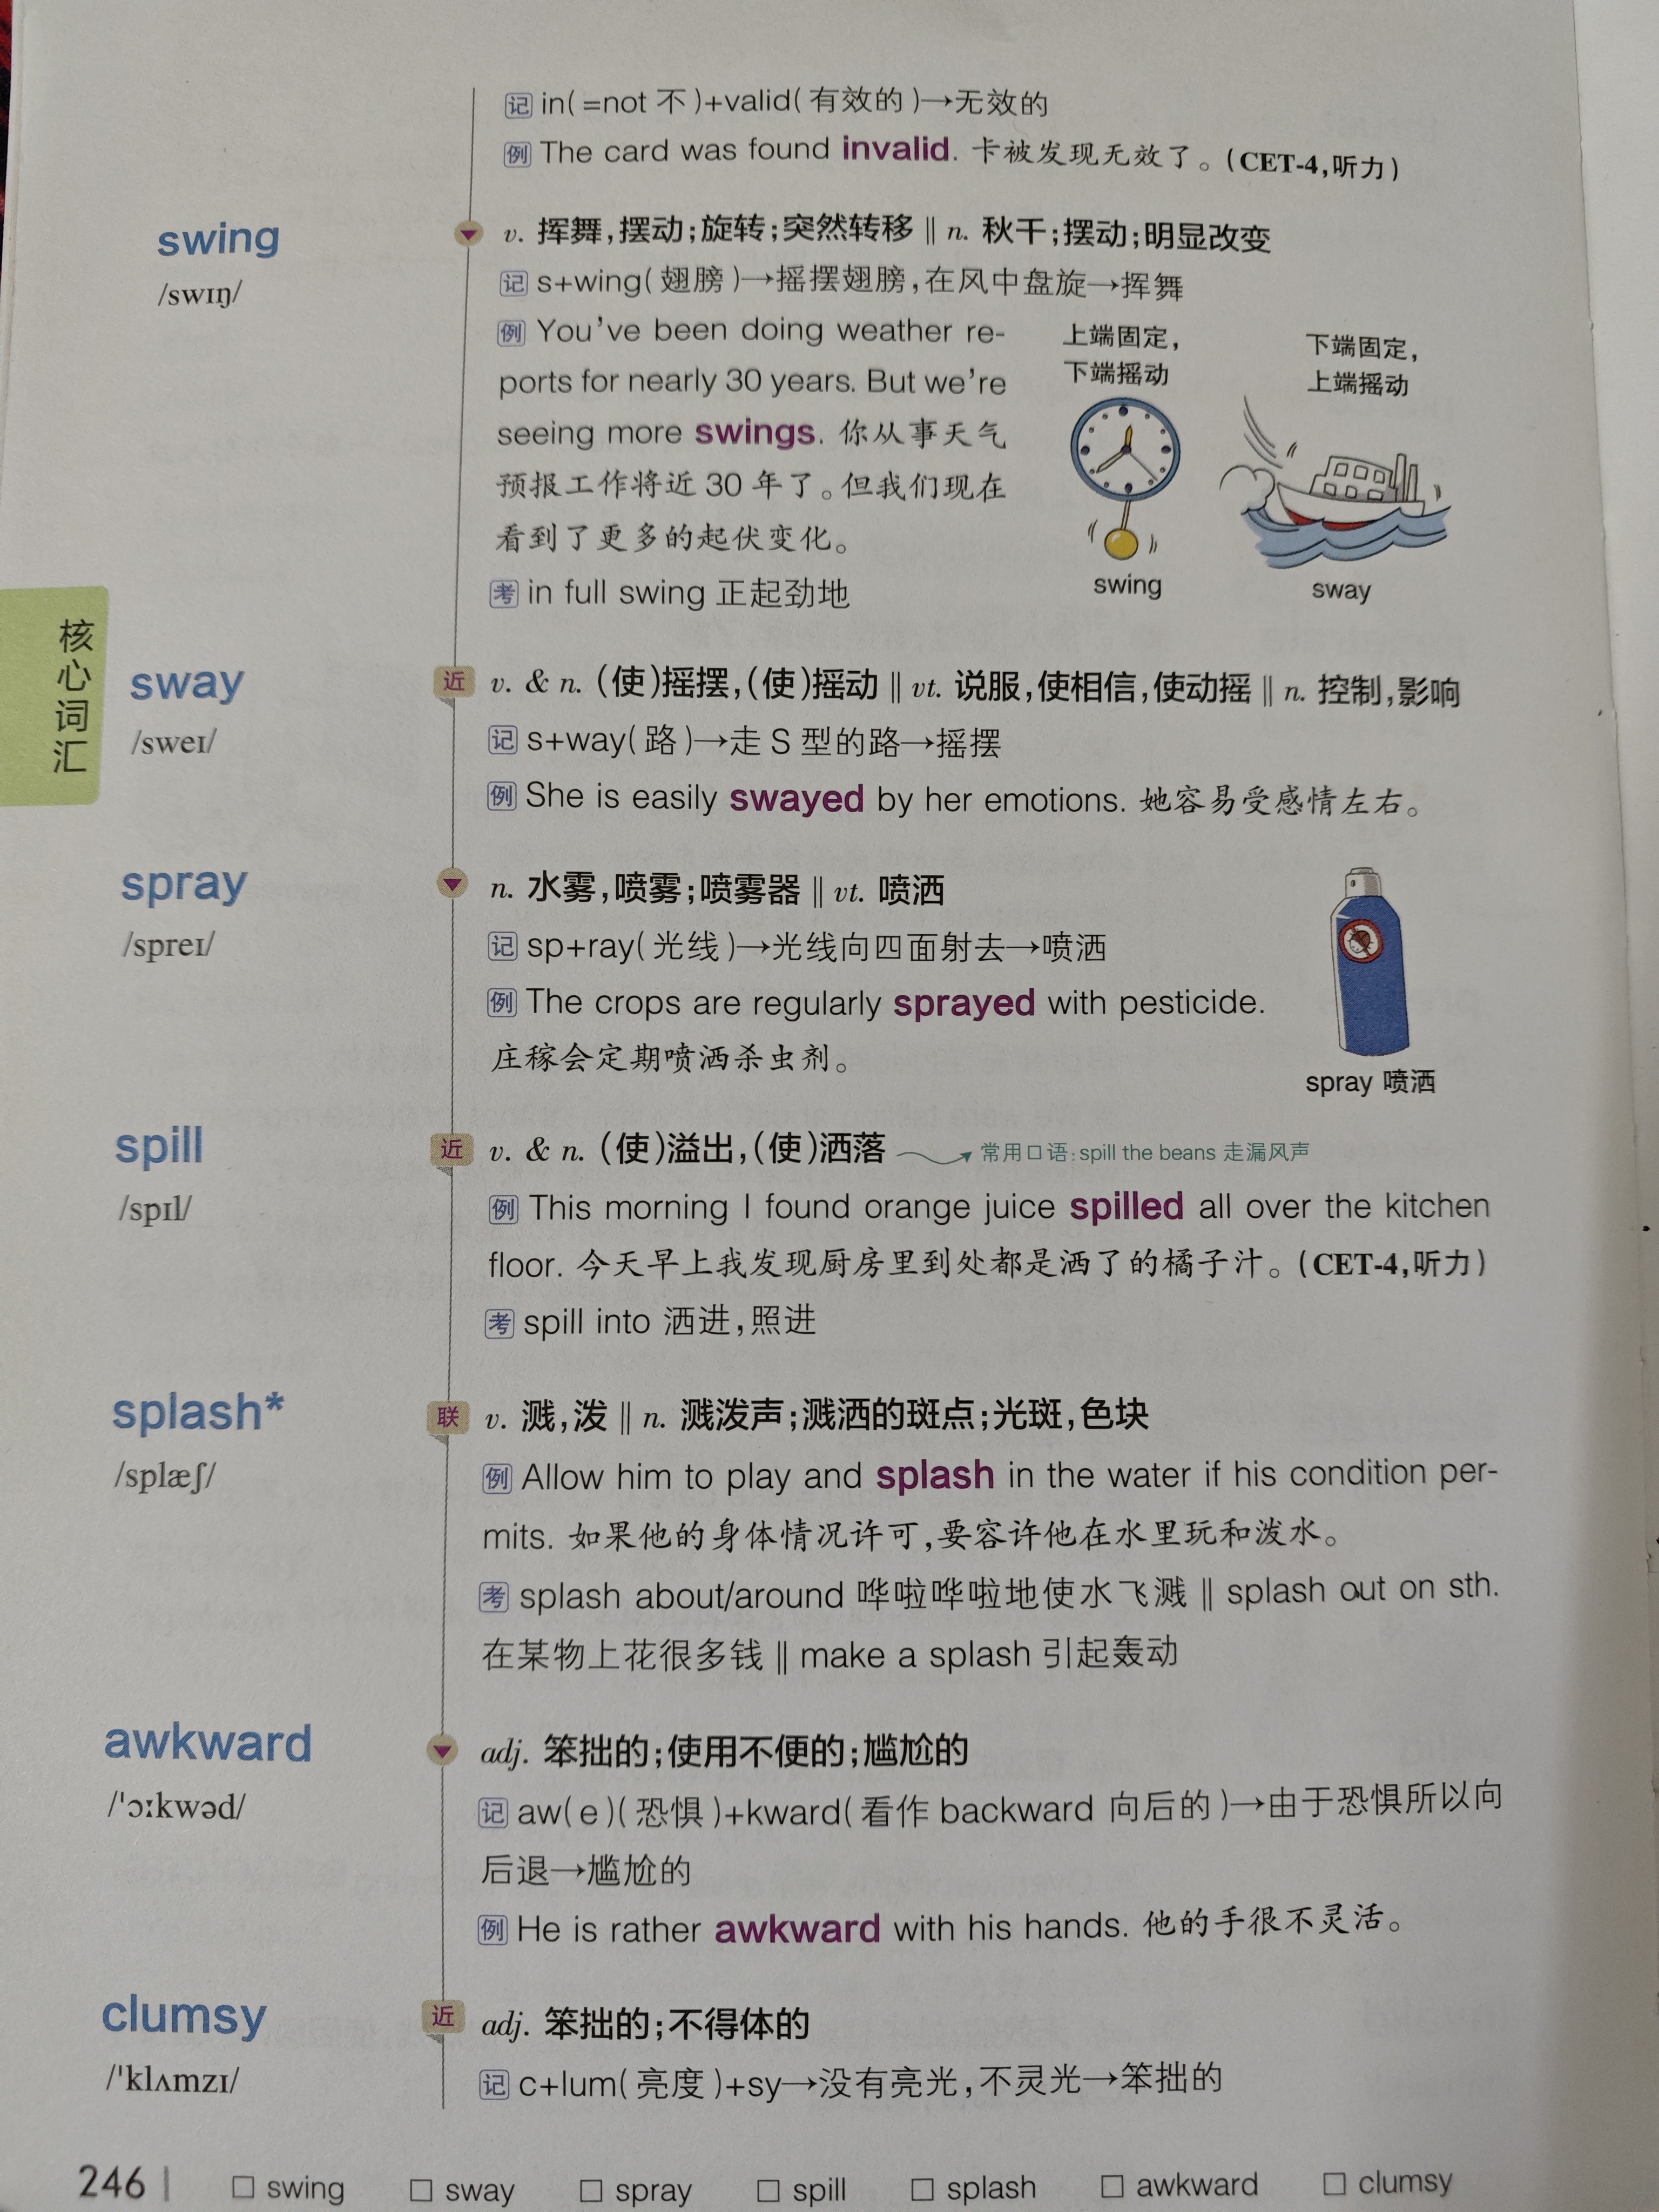 记 in(=not 不)+valid(有效的)→无效的
例 The card was found invalid. 卡被发现无效了。(CET-4,听力)
swing
/swɪŋ/
v. 挥舞,摆动;旋转;突然转移 ‖ n. 秋千;摆动;明显改变
记 s+wing(翅膀)→摇摆翅膀,在风中盘旋→挥舞
例 You've been doing weather re-
ports for nearly 30 years. But we're
seeing more swings. 你从事天气
预报工作将近 30 年了。但我们现在
看到了更多的起伏变化。
上端固定,
下端摇动
swing
下端固定,
上端摇动
sway
考 in full swing 正起劲地
核心词汇
sway
/sweɪ/
近 v. & n. (使)摇摆,(使)摇动 ‖ vt. 说服,使相信,使动摇 ‖ n. 控制,影响
记 s+way(路)→走 S 型的路→摇摆
例 She is easily swayed by her emotions. 她容易受感情左右。
spray
/spreɪ/
n. 水雾,喷雾;喷雾器 ‖ vt. 喷洒
记 sp+ray(光线)→光线向四面射去→喷洒
例 The crops are regularly sprayed with pesticide.
庄稼会定期喷洒杀虫剂。
spray 喷洒
spill
/spɪl/
近 v. & n. (使)溢出,(使)洒落 常用口语:spill the beans 走漏风声
例 This morning I found orange juice spilled all over the kitchen
floor. 今天早上我发现厨房里到处都是洒了的橘子汁。(CET-4,听力)
考 spill into 洒进,照进
splash*
/splæʃ/
联 v. 溅,泼 ‖ n. 溅泼声;溅洒的斑点;光斑,色块
例 Allow him to play and splash in the water if his condition per-
mits. 如果他的身体情况许可,要容许他在水里玩和泼水。
考 splash about/around 哗啦哗啦地使水飞溅 ‖ splash out on sth.
在某物上花很多钱 ‖ make a splash 引起轰动
awkward
/ˈɔːkwəd/
adj. 笨拙的;使用不便的;尴尬的
记 aw(e)(恐惧)+kward(看作 backward 向后的)→由于恐惧所以向
后退→尴尬的
例 He is rather awkward with his hands. 他的手很不灵活。
clumsy
/ˈklʌmzɪ/
近 adj. 笨拙的;不得体的
记 c+lum(亮度)+sy→没有亮光,不灵光→笨拙的
246 | □ swing □ sway □ spray □ spill □ splash □ awkward □ clumsy